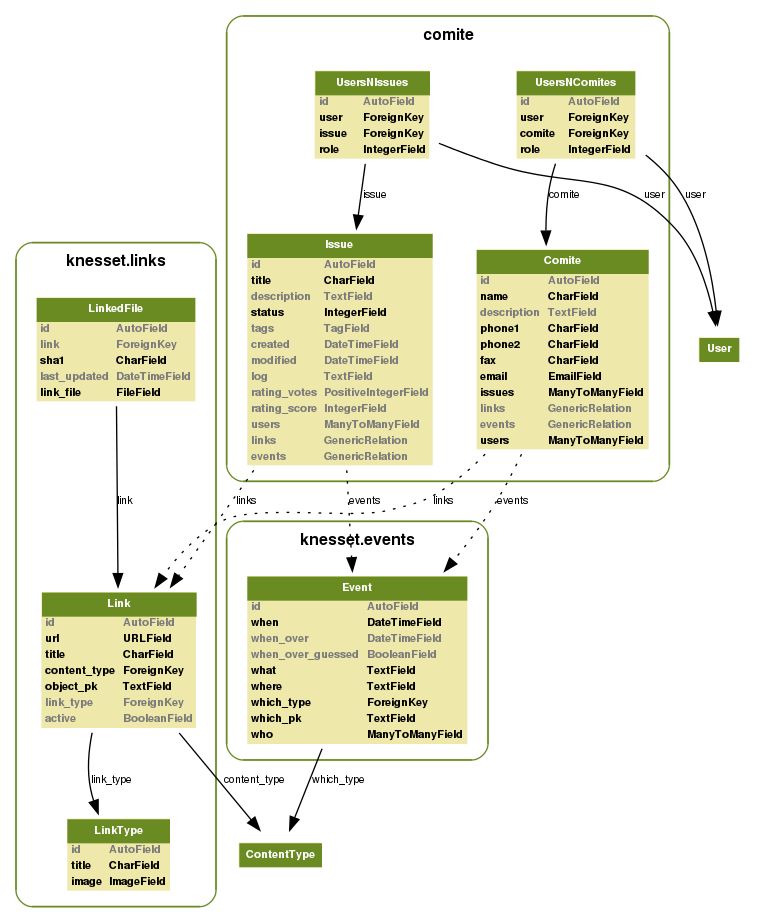 comite
UsersNIssues
id AutoField
user ForeignKey
issue ForeignKey
role IntegerField
UsersNComites
id AutoField
user ForeignKey
comite ForeignKey
role IntegerField
issue
comite
user
user
Issue
id AutoField
title CharField
description TextField
status IntegerField
tags TagField
created DateTimeField
modified DateTimeField
log TextField
rating_votes PositiveIntegerField
rating_score IntegerField
users ManyToManyField
links GenericRelation
events GenericRelation
Comite
id AutoField
name CharField
description TextField
phone1 CharField
phone2 CharField
fax CharField
email EmailField
issues ManyToManyField
links GenericRelation
events GenericRelation
users ManyToManyField
User
knesset.links
LinkedFile
id AutoField
link ForeignKey
sha1 CharField
last_updated DateTimeField
link_file FileField
link
links
events
links
events
knesset.events
Event
id AutoField
when DateTimeField
when_over DateTimeField
when_over_guessed BooleanField
what TextField
where TextField
which_type ForeignKey
which_pk TextField
who ManyToManyField
Link
id AutoField
url URLField
title CharField
content_type ForeignKey
object_pk TextField
link_type ForeignKey
active BooleanField
link_type
content_type
which_type
LinkType
id AutoField
title CharField
image ImageField
ContentType